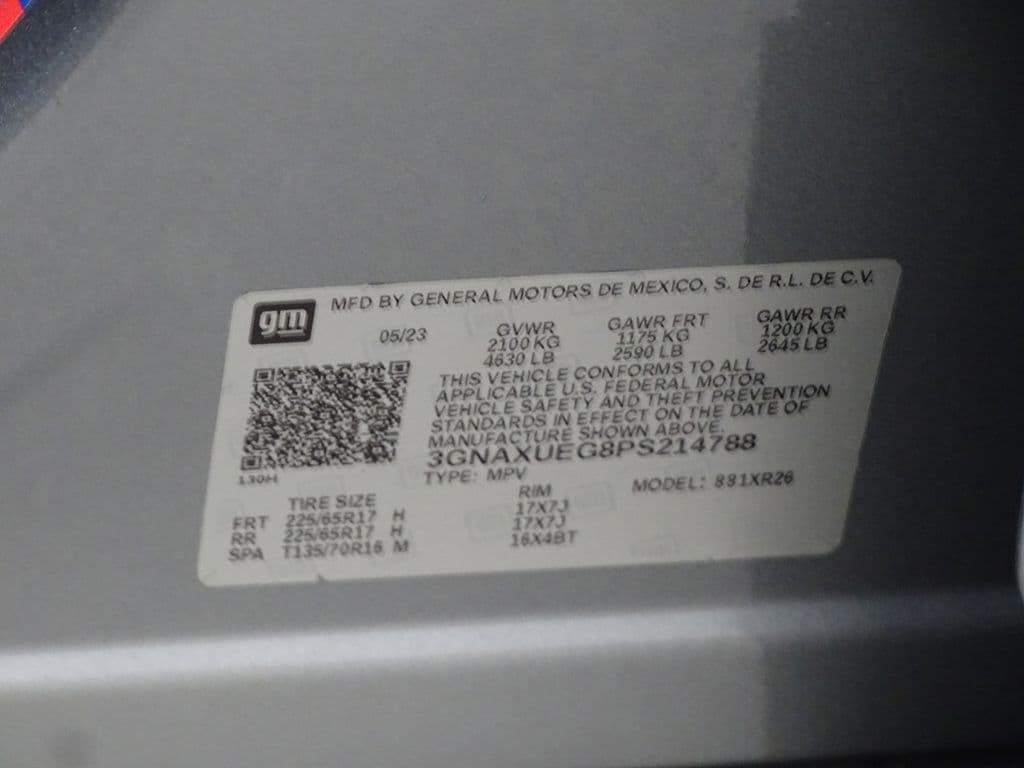 gm
MFD BY GENERAL MOTORS DE MEXICO, S. DE R.L. DE C.V.
05/23
GVWR
2100 KG
4630 LB
GAWR FRT
1175 KG
2590 LB
GAWR RR
1200 KG
2645 LB
THIS VEHICLE CONFORMS TO ALL
APPLICABLE U.S. FEDERAL MOTOR
VEHICLE SAFETY AND THEFT PREVENTION
STANDARDS IN EFFECT ON THE DATE OF
MANUFACTURE SHOWN ABOVE.
3GNAXUEG8PS214788
TYPE: MPV
MODEL: 881XR26
130H
TIRE SIZE
RIM
FRT 225/65R17 H 17X7J
RR 225/65R17 H 17X7J
SPA T135/70R16 M 16X4BT